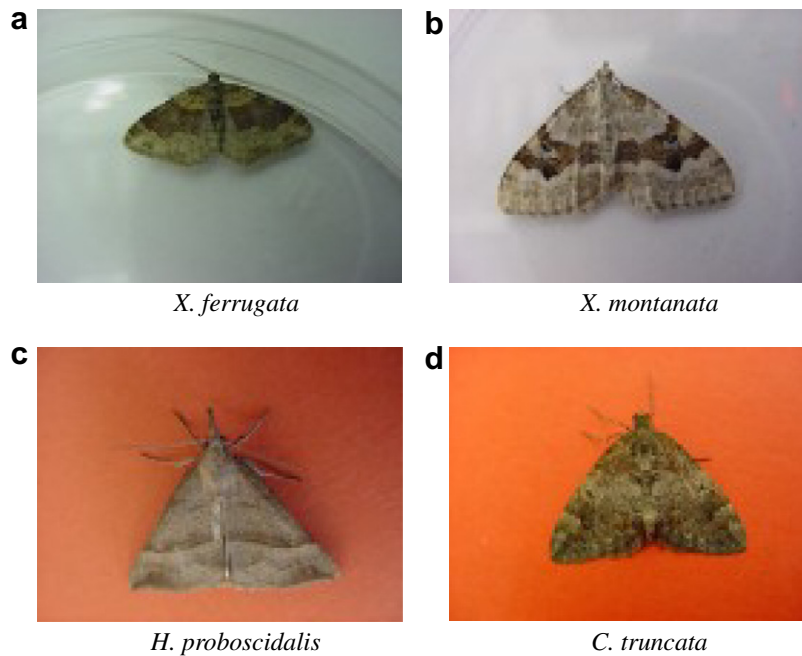 a
b
X. ferrugata
X. montanata
c
d
H. proboscidalis
C. truncata